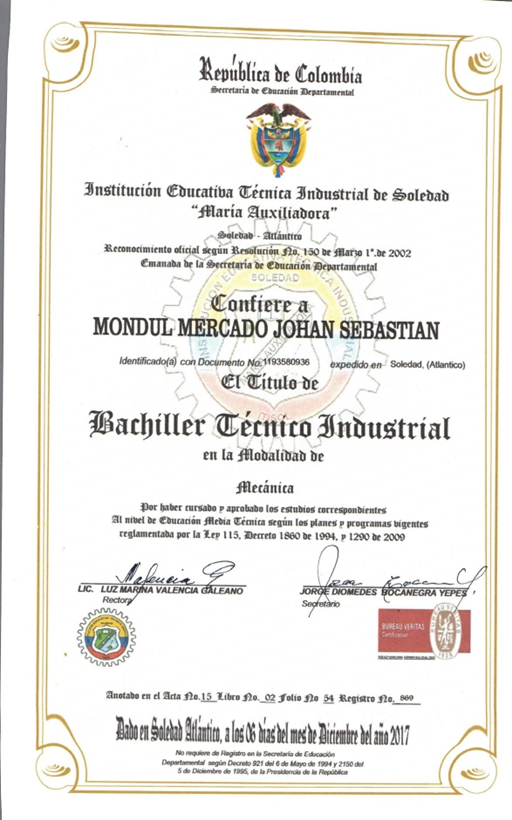 República de Colombia
Secretaría de Educación Departamental
Institución Educativa Técnica Industrial de Soledad
"María Auxiliadora"
Soledad - Atlántico
Reconocimiento oficial según Resolución No. 150 de Marzo 1º. de 2002
Emanada de la Secretaría de Educación Departamental
SOLEDAD
Confiere a
MONDUL MERCADO JOHAN SEBASTIAN
Identificado(a) con Documento No. 1193580936 expedido en Soledad, (Atlantico)
El Título de
Bachiller Técnico Industrial
en la Modalidad de
Mecánica
Por haber cursado y aprobado los estudios correspondientes
Al nivel de Educación Media Técnica según los planes y programas vigentes
reglamentada por la Ley 115, Decreto 1860 de 1994, y 1290 de 2009
LIC. LUZ MARINA VALENCIA GALEANO
Rectora
JORGE DIOMEDES BOCANEGRA YEPES
Secretario
BUREAU VERITAS
Certification
Anotado en el Acta No. 15 Libro No. 02 Folio No 54 Registro No. 869
Dado en Soledad Atlántico, a los 06 días del mes de Diciembre del año 2017
No requiere de Registro en la Secretaría de Educación
Departamental según Decreto 921 del 6 de Mayo de 1994 y 2150 del
5 de Diciembre de 1995, de la Presidencia de la República